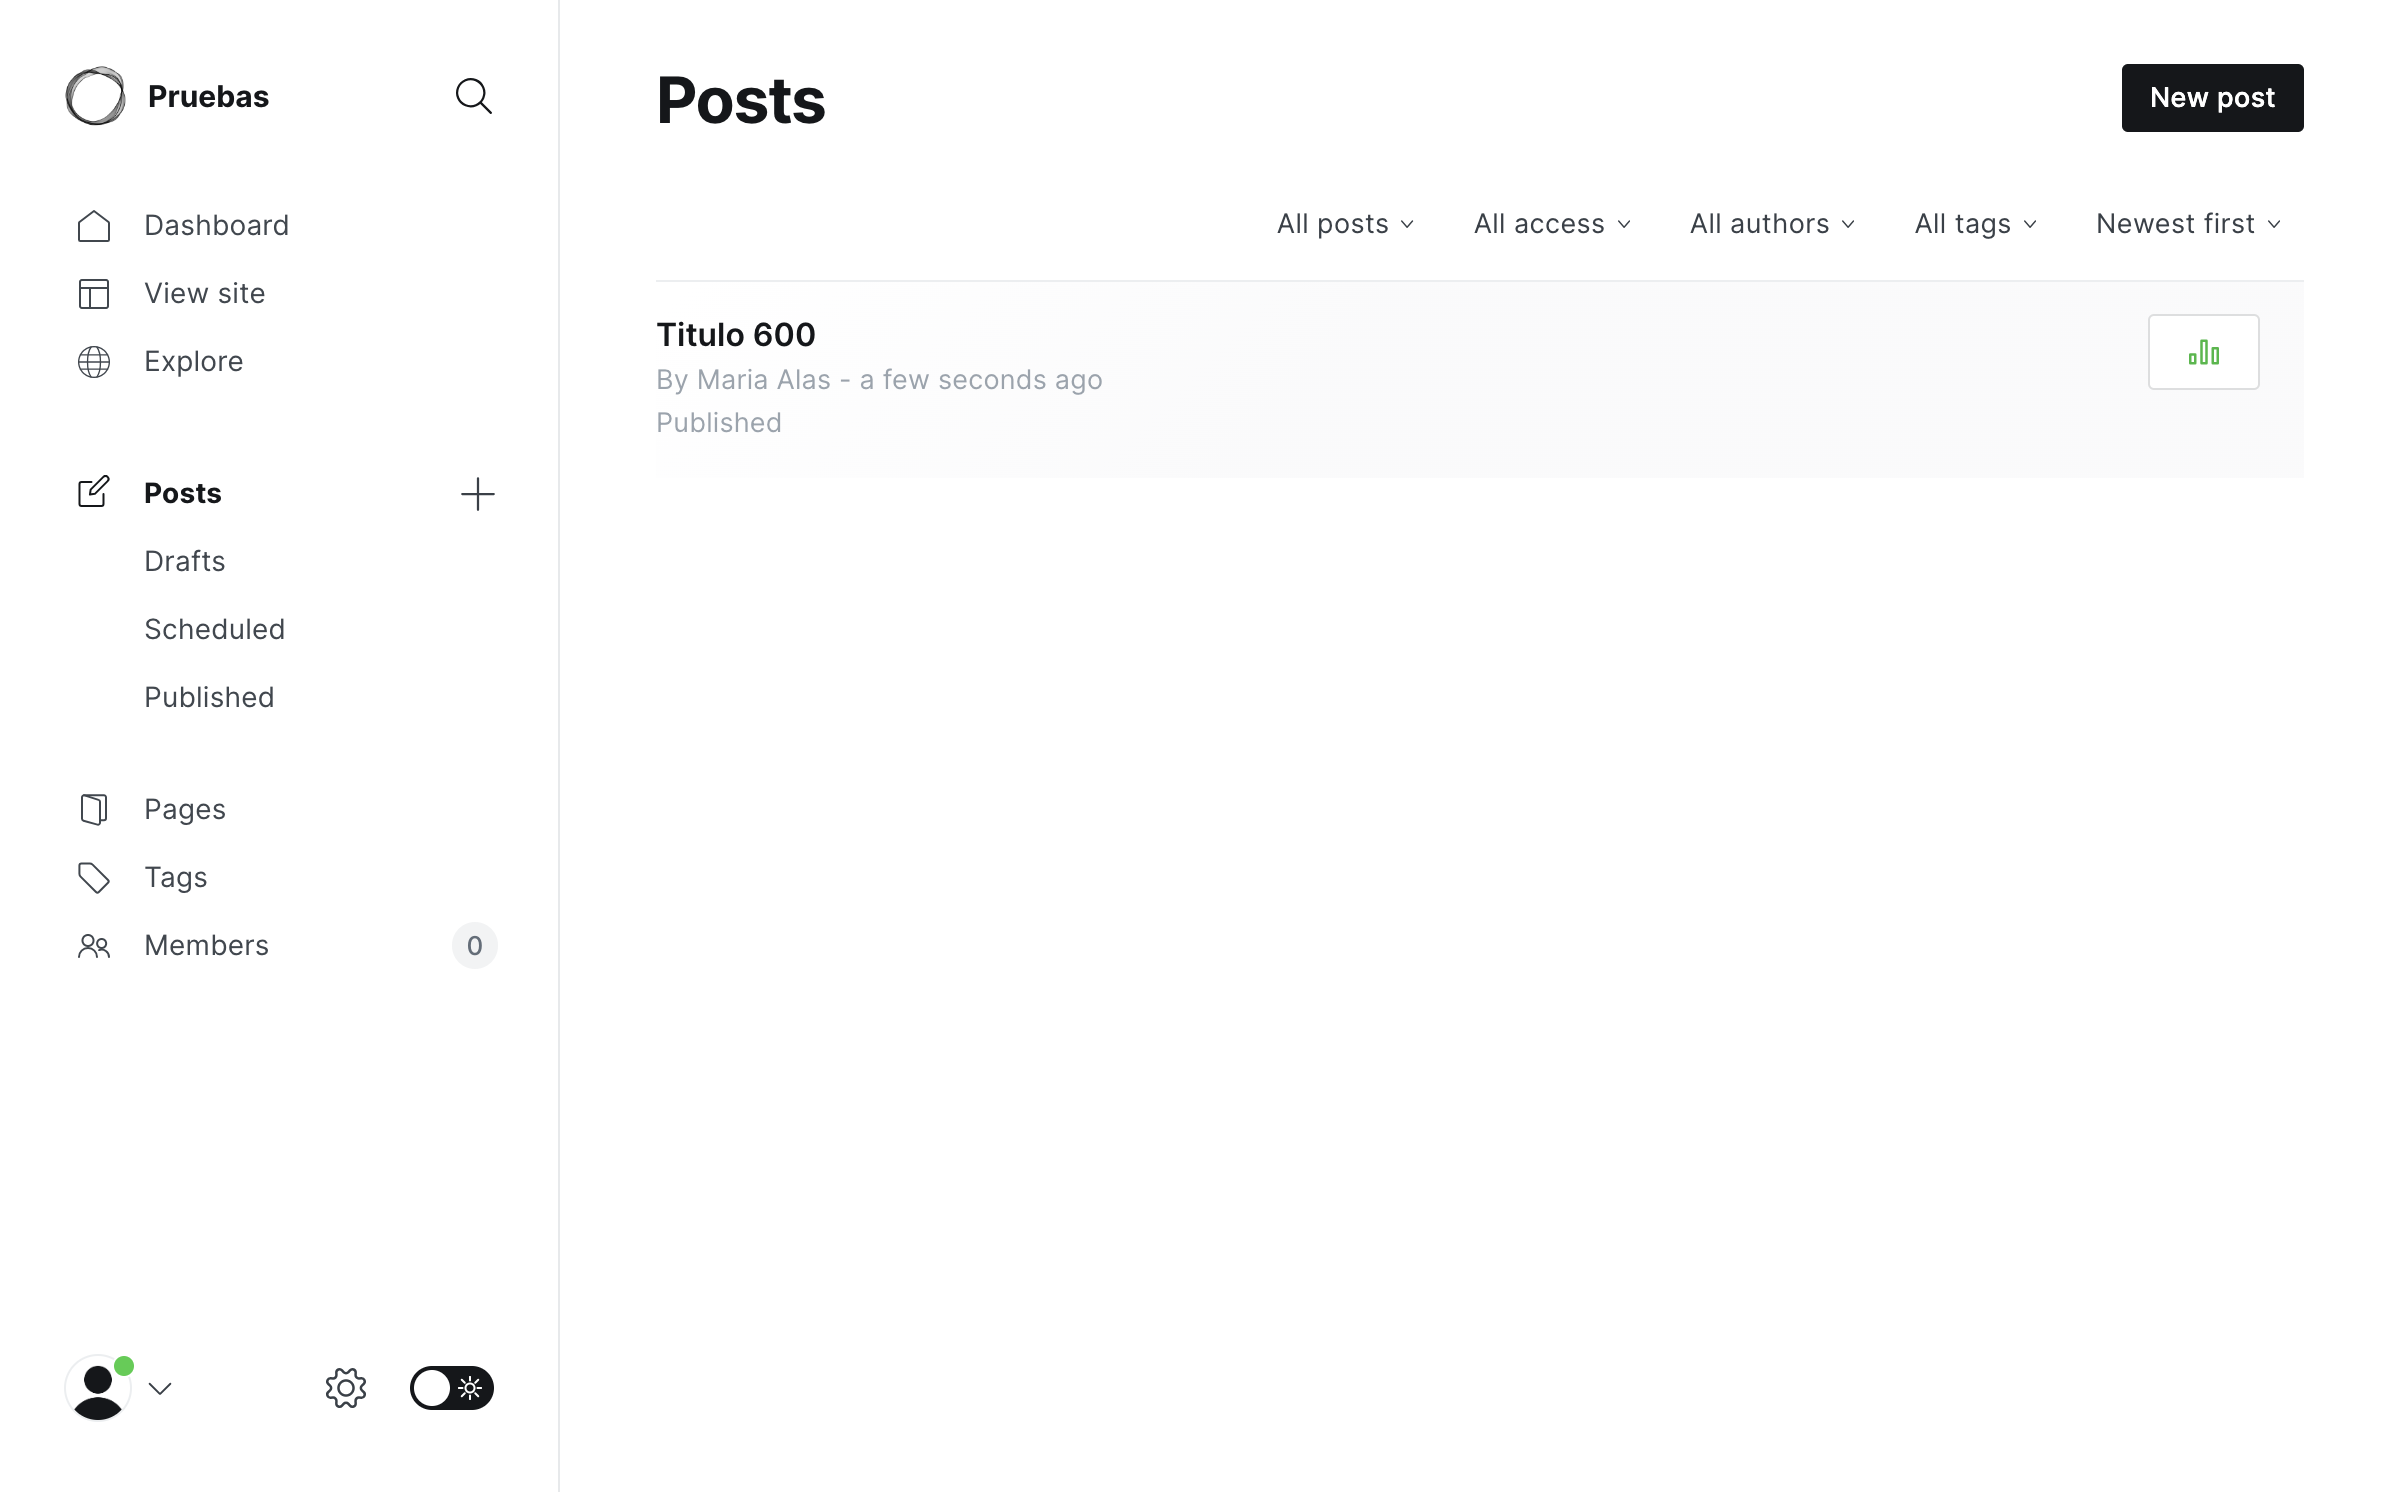 Pruebas
Dashboard
View site
Explore
Posts
Drafts
Scheduled
Published
Pages
Tags
Members 0
Posts
New post
All posts All access All authors All tags Newest first
Titulo 600
By Maria Alas - a few seconds ago
Published